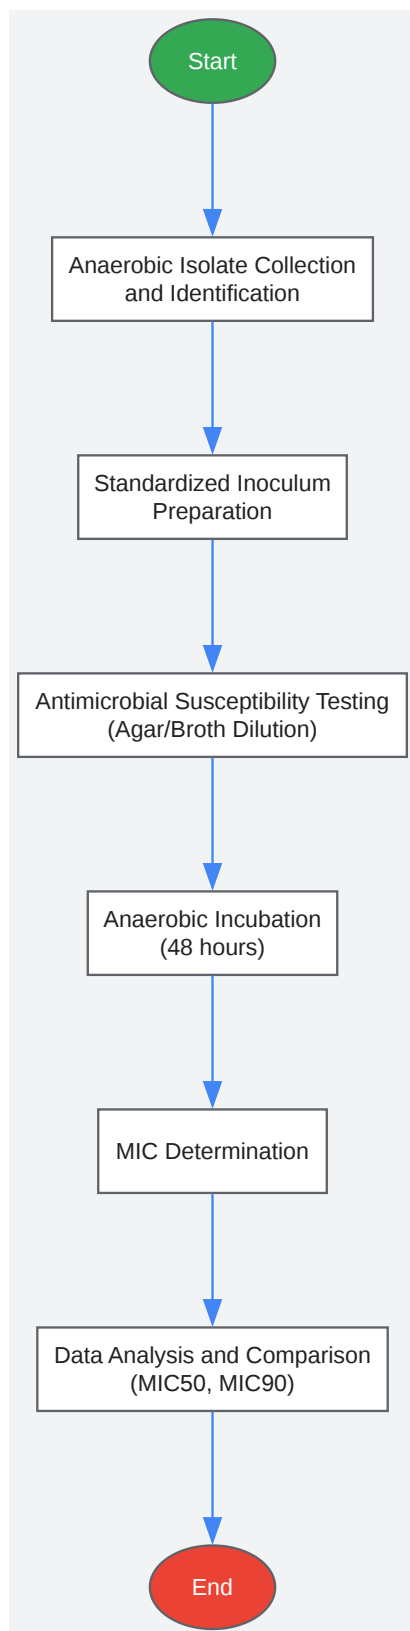 Start
Anaerobic Isolate Collection
and Identification
Standardized Inoculum
Preparation
Antimicrobial Susceptibility Testing
(Agar/Broth Dilution)
Anaerobic Incubation
(48 hours)
MIC Determination
Data Analysis and Comparison
(MIC50, MIC90)
End